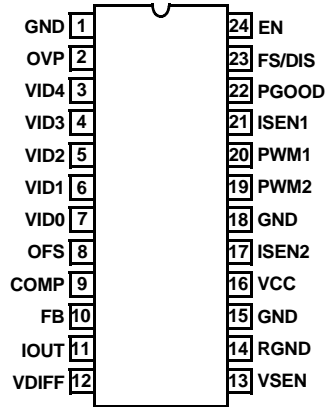 GND 1 24 EN
OVP 2 23 FS/DIS
VID4 3 22 PGOOD
VID3 4 21 ISEN1
VID2 5 20 PWM1
VID1 6 19 PWM2
VID0 7 18 GND
OFS 8 17 ISEN2
COMP 9 16 VCC
FB 10 15 GND
IOUT 11 14 RGND
VDIFF 12 13 VSEN